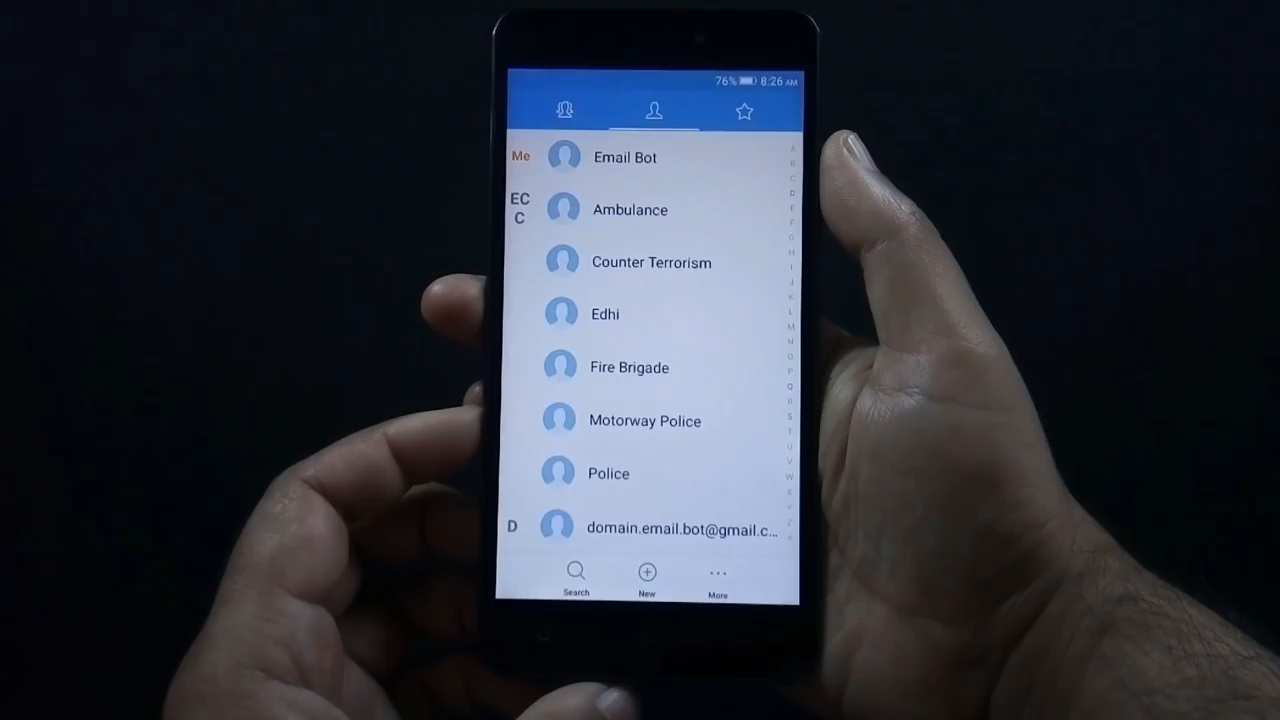 76% 8:26 AM
Me Email Bot
EC
C
Ambulance
Counter Terrorism
Edhi
Fire Brigade
Motorway Police
Police
D domain.email.bot@gmail.c...
Search New More
A
B
C
D
E
F
G
H
I
J
K
L
M
N
O
P
Q
R
S
T
U
V
W
X
Y
Z
#